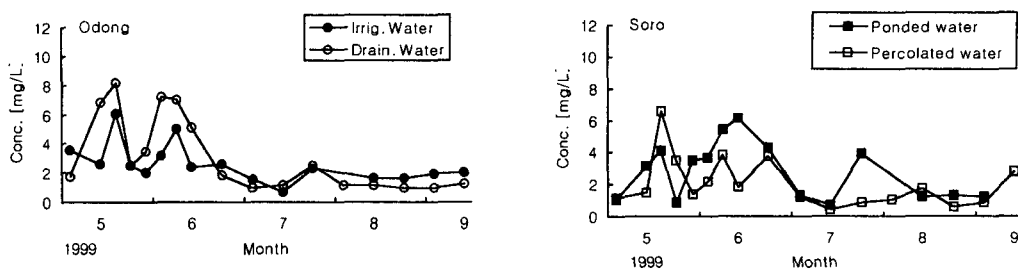 Odong
Irrig. Water
Drain. Water
Conc. [mg/L]
12
10
8
6
4
2
0
5 6 7 8 9
1999 Month
Soro
Ponded water
Percolated water
Conc. [mg/L]
12
10
8
6
4
2
0
5 6 7 8 9
1999 Month